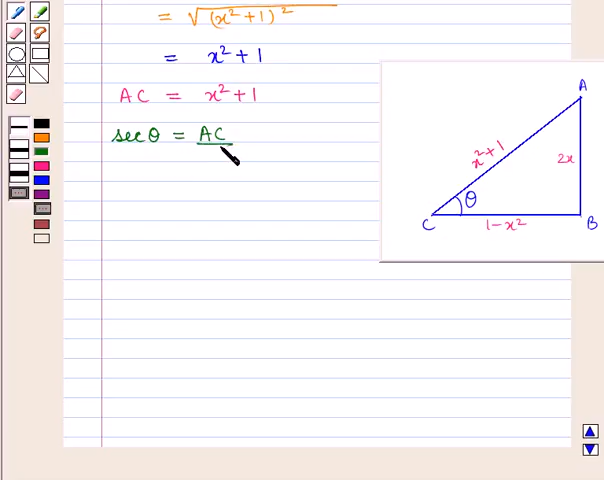 = √(x²+1)²
= x²+1
AC = x²+1
secθ = AC
A
x²+1
2x
θ
C
1-x²
B